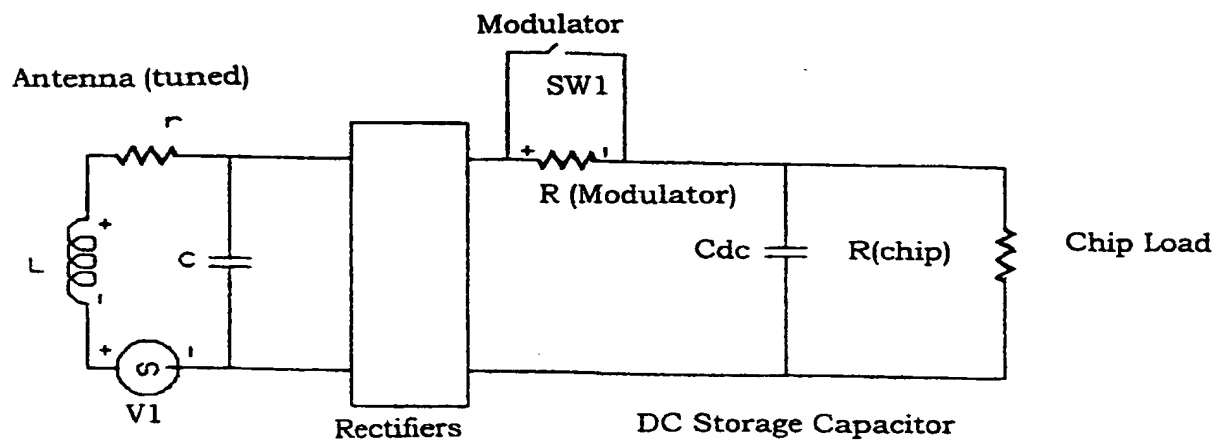 Modulator
Antenna (tuned)
SW1
r
+ -
R (Modulator)
+
L
C
Cdc
R(chip)
Chip Load
-
+ -
S
V1
Rectifiers
DC Storage Capacitor